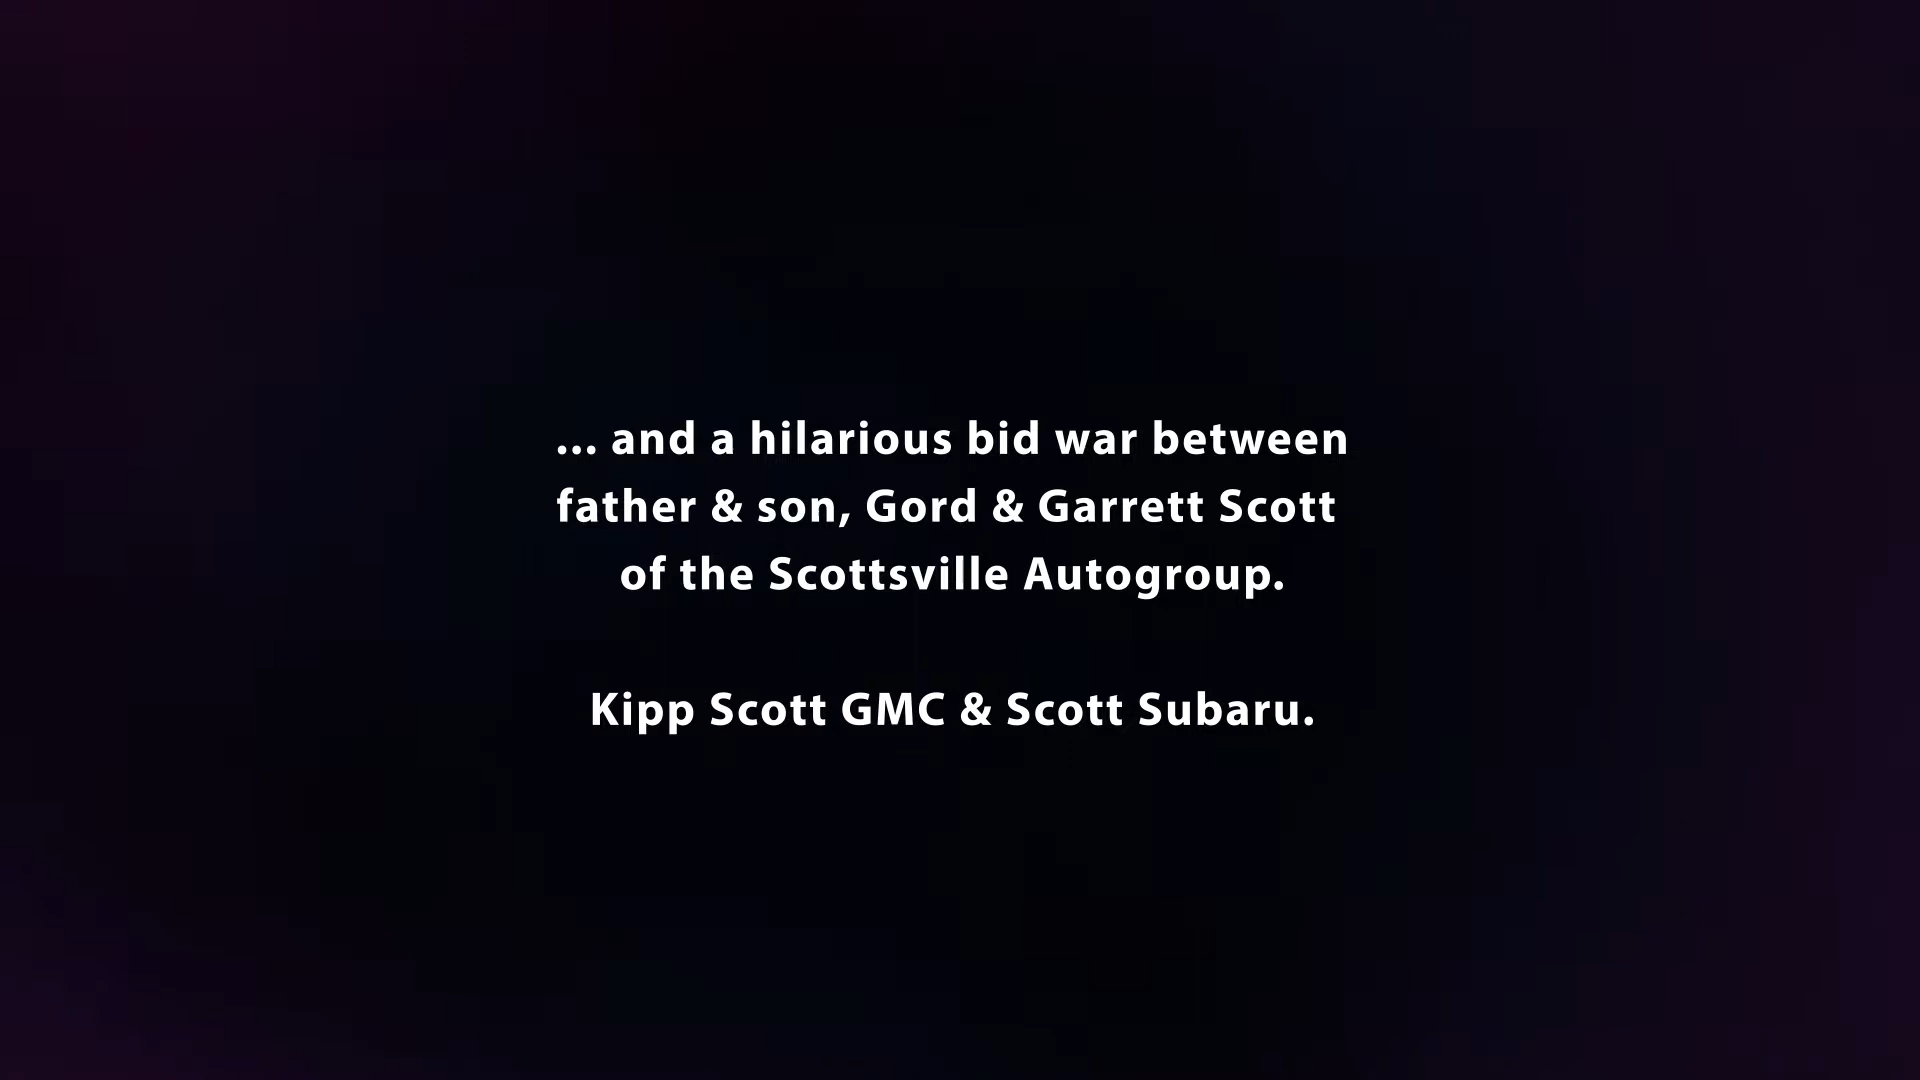 ... and a hilarious bid war between
father & son, Gord & Garrett Scott
of the Scottsville Autogroup.
Kipp Scott GMC & Scott Subaru.